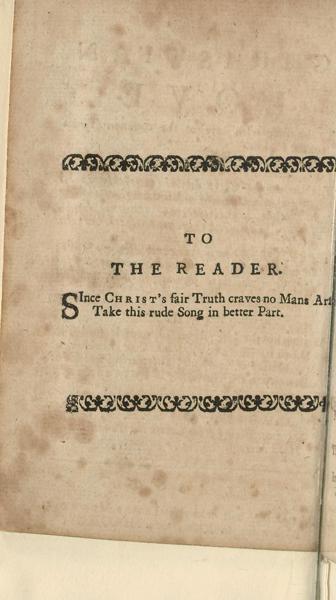 TO
THE READER.
SInce CHRIST's fair Truth craves no Mans Art
Take this rude Song in better Part.